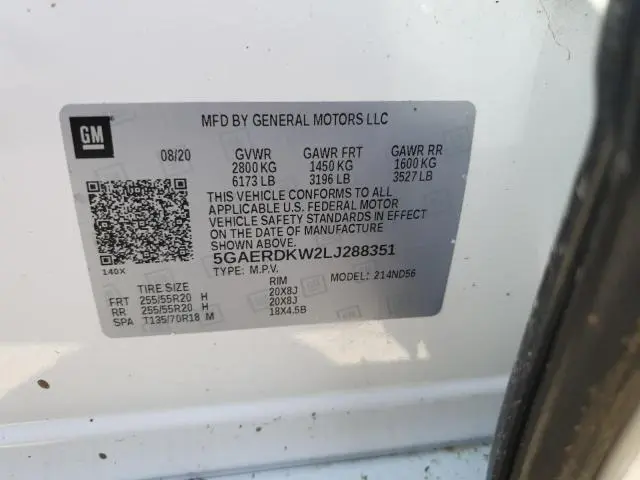 MFD BY GENERAL MOTORS LLC
GM
08/20 GVWR GAWR FRT GAWR RR
2800 KG 1450 KG 1600 KG
6173 LB 3196 LB 3527 LB
THIS VEHICLE CONFORMS TO ALL
APPLICABLE U.S. FEDERAL MOTOR
VEHICLE SAFETY STANDARDS IN EFFECT
ON THE DATE OF MANUFACTURE
SHOWN ABOVE.
5GAERDKW2LJ288351
140X
TYPE: M.P.V. MODEL: 214ND56
TIRE SIZE RIM
FRT 255/55R20 H 20X8J
RR 255/55R20 H 20X8J
SPA T135/70R18 M 18X4.5B